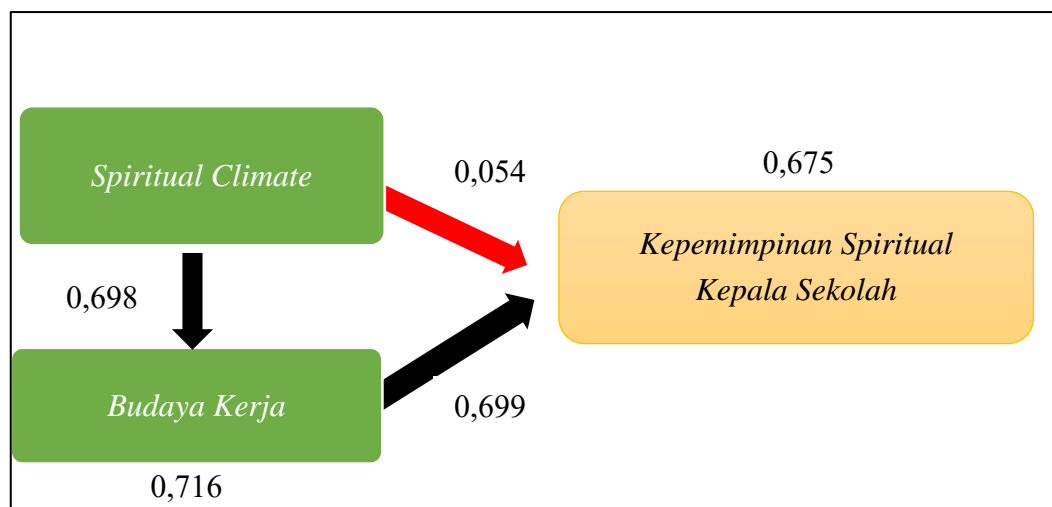 Spiritual Climate
0,054
0,675
Kepemimpinan Spiritual
Kepala Sekolah
0,698
Budaya Kerja
0,699
0,716